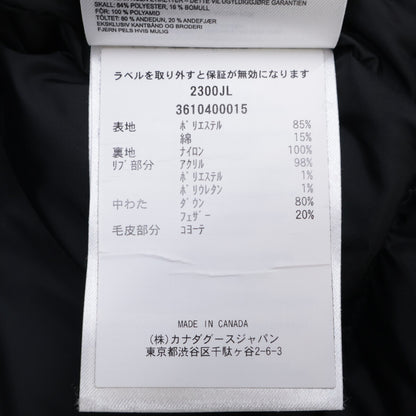 SKALL: 84% POLYESTER, 16% BOMULL
FÔR: 100% POLYAMID
TILTET: 80% ANDEDUN, 20% ANDEFJÆR
EKSKLUSIV KANTBÅND OG BRODERI
FJERN PELS HVIS MULIG
ラベルを取り外すと保証が無効になります
2300JL
3610400015
表地 ポリエステル 85%
綿 15%
裏地 ナイロン 100%
リブ部分 アクリル 98%
ポリエステル 1%
ポリウレタン 1%
中わた ダウン 80%
フェザー 20%
毛皮部分 コヨーテ
MADE IN CANADA
(株)カナダグースジャパン
東京都渋谷区千駄ヶ谷2-6-3